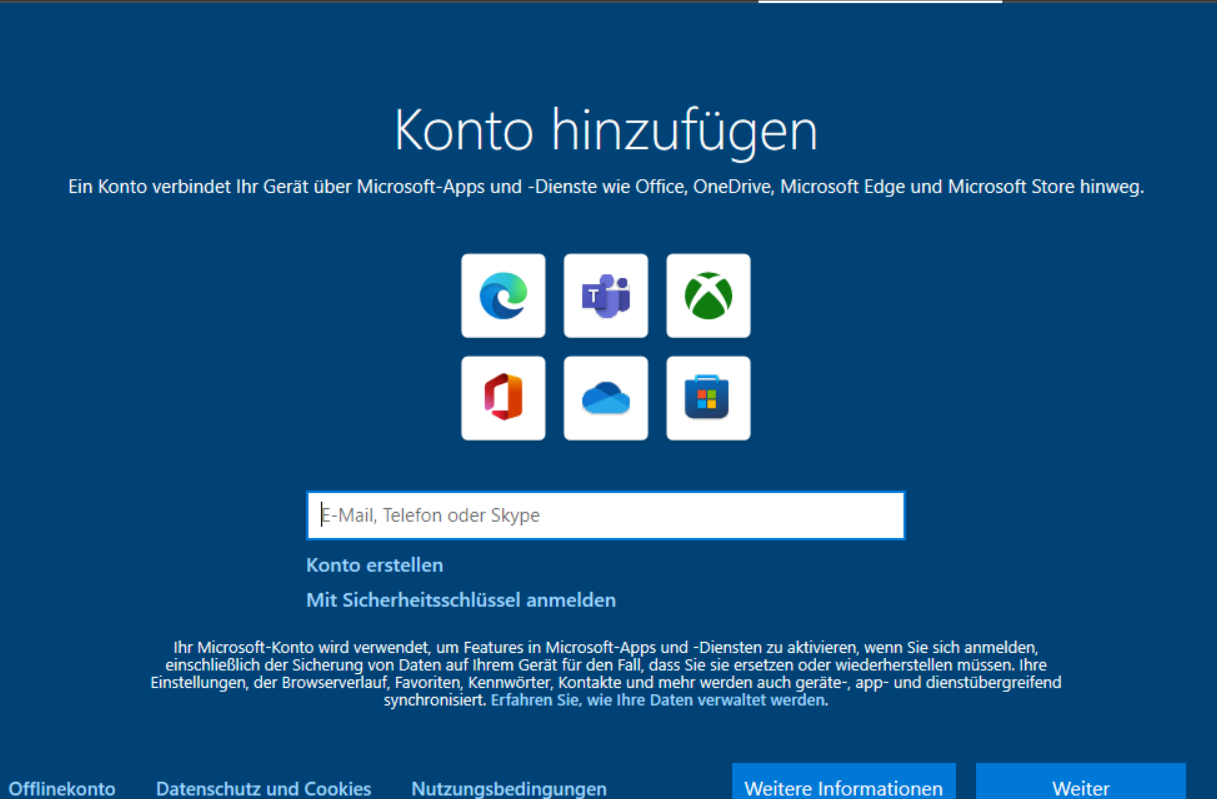 Konto hinzufügen
Ein Konto verbindet Ihr Gerät über Microsoft-Apps und -Dienste wie Office, OneDrive, Microsoft Edge und Microsoft Store hinweg.
T
E-Mail, Telefon oder Skype
Konto erstellen
Mit Sicherheitsschlüssel anmelden
Ihr Microsoft-Konto wird verwendet, um Features in Microsoft-Apps und -Diensten zu aktivieren, wenn Sie sich anmelden,
einschließlich der Sicherung von Daten auf Ihrem Gerät für den Fall, dass Sie sie ersetzen oder wiederherstellen müssen. Ihre
Einstellungen, der Browserverlauf, Favoriten, Kennwörter, Kontakte und mehr werden auch geräte-, app- und dienstübergreifend
synchronisiert. Erfahren Sie, wie Ihre Daten verwaltet werden.
Offlinekonto Datenschutz und Cookies Nutzungsbedingungen Weitere Informationen Weiter